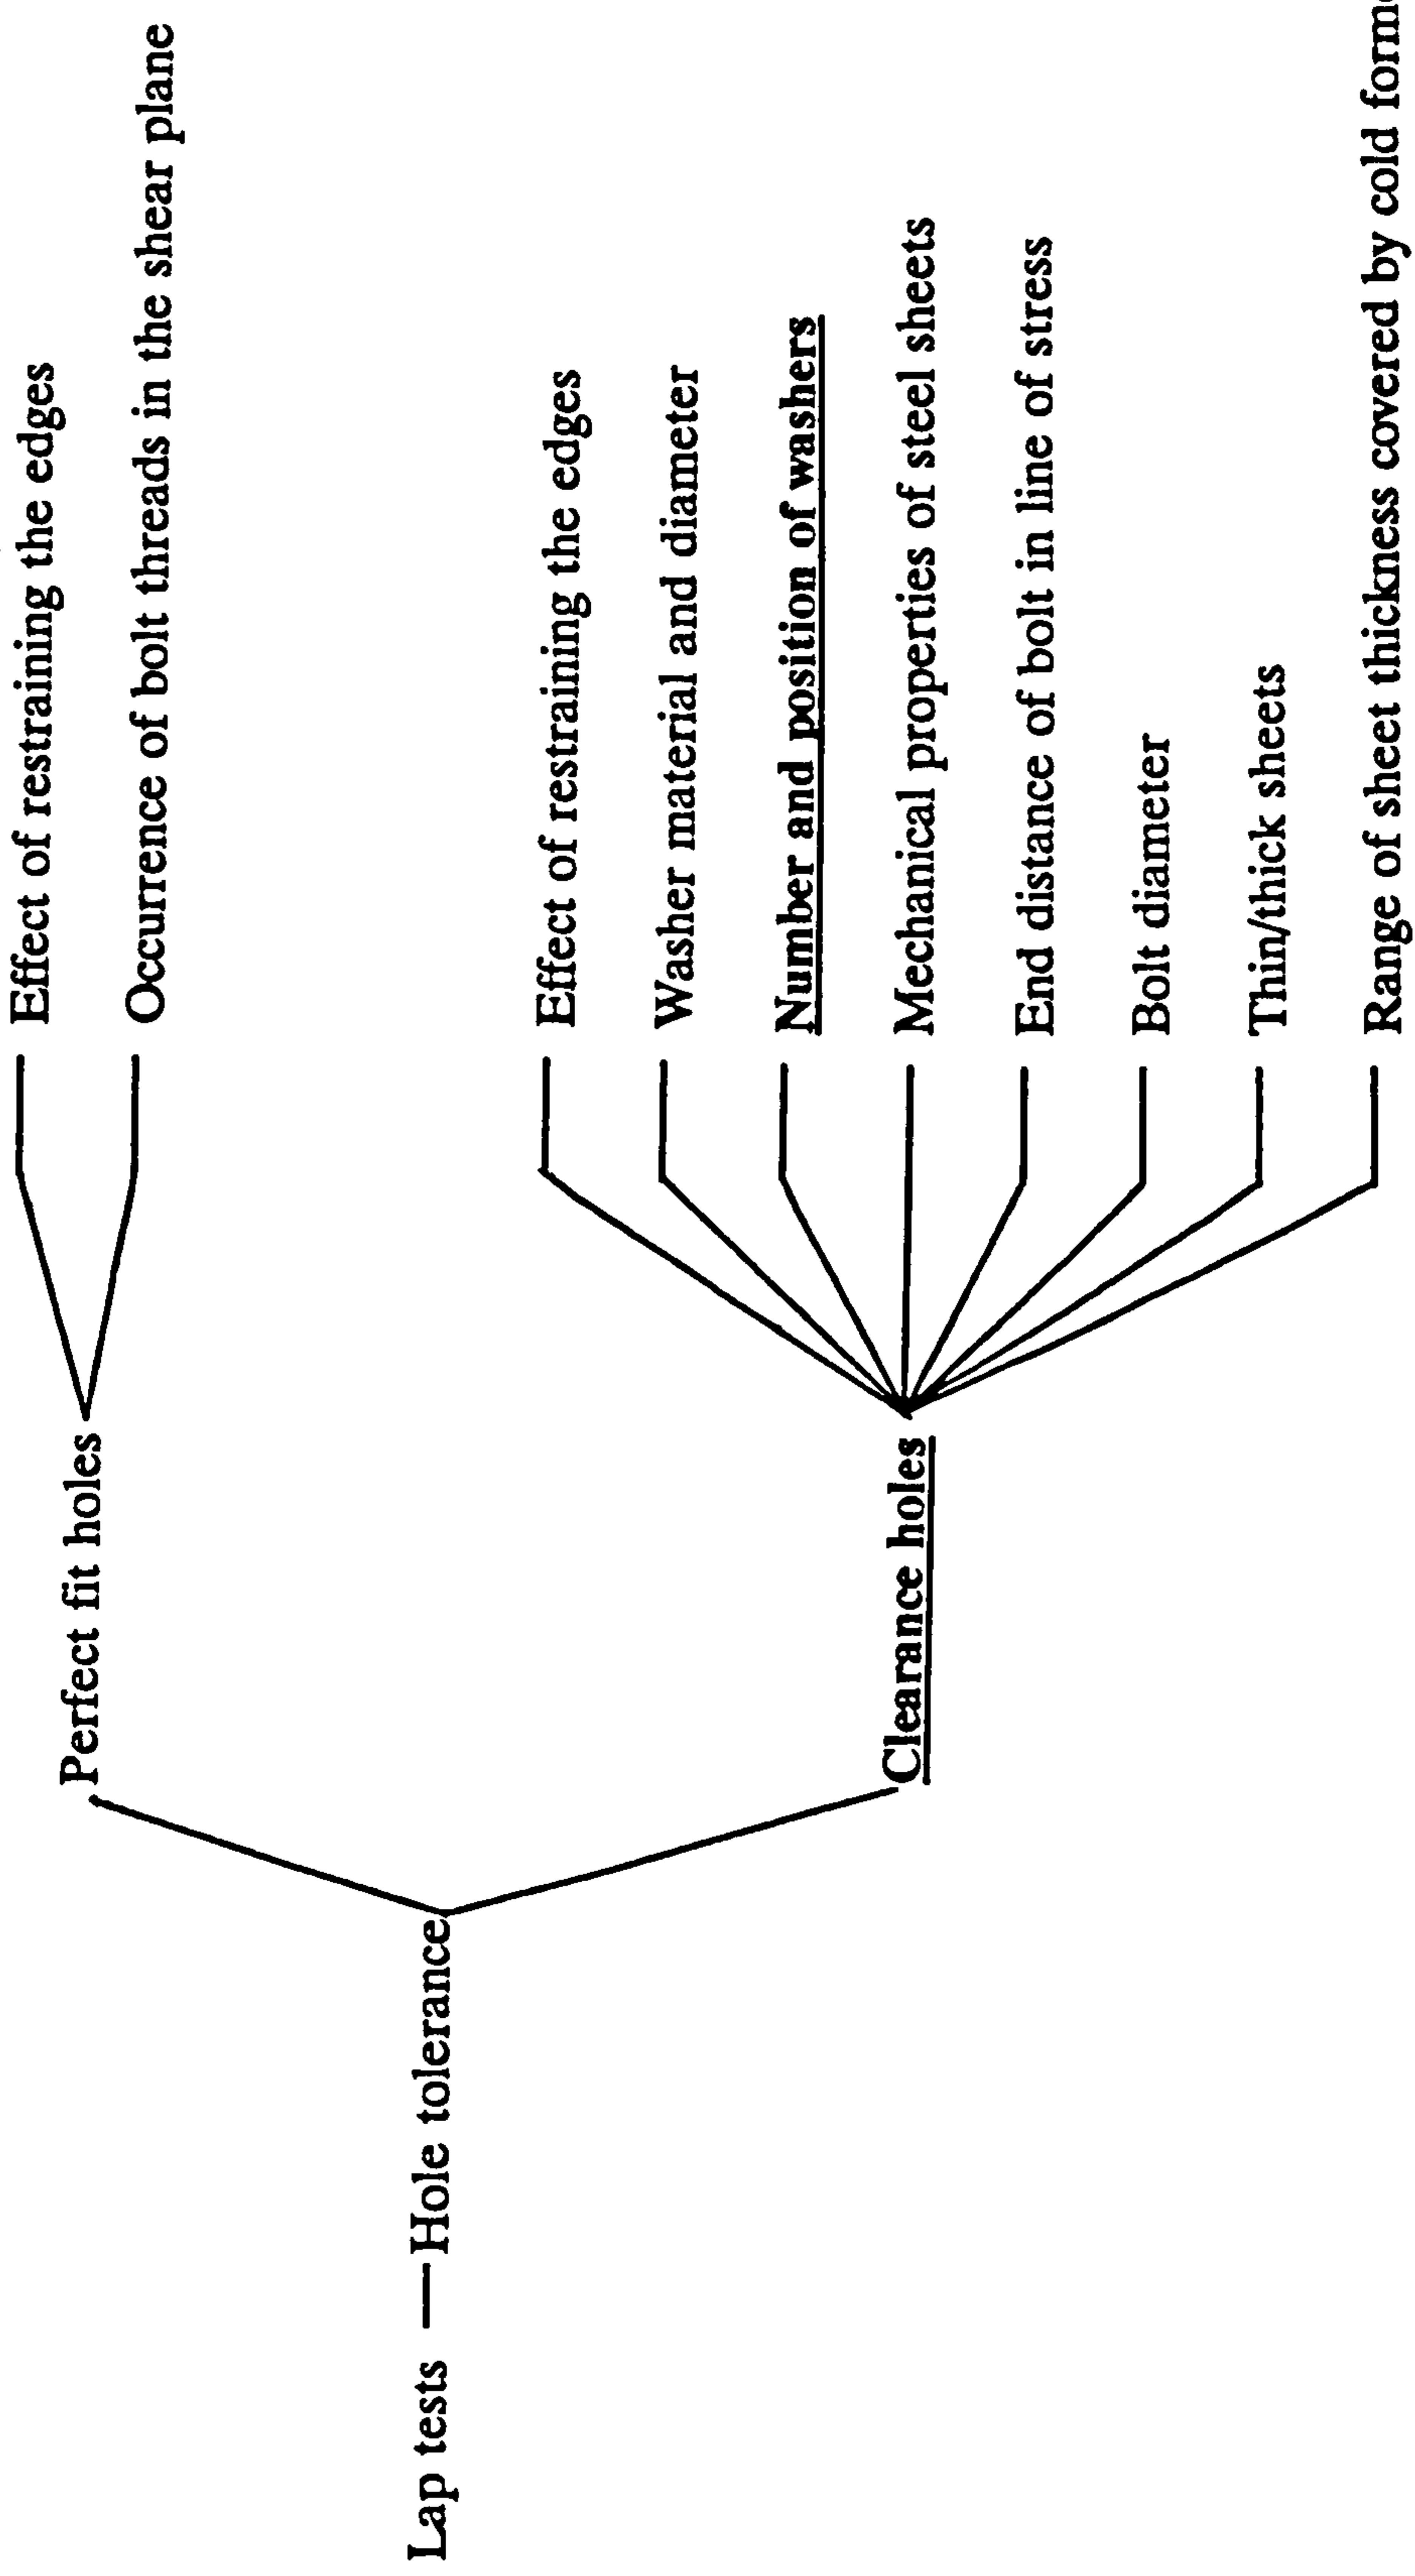 Lap tests
Hole tolerance
Perfect fit holes
Effect of restraining the edges
Occurrence of bolt threads in the shear plane
Clearance holes
Effect of restraining the edges
Washer material and diameter
Number and position of washers
Mechanical properties of steel sheets
End distance of bolt in line of stress
Bolt diameter
Thin/thick sheets
Range of sheet thickness covered by cold